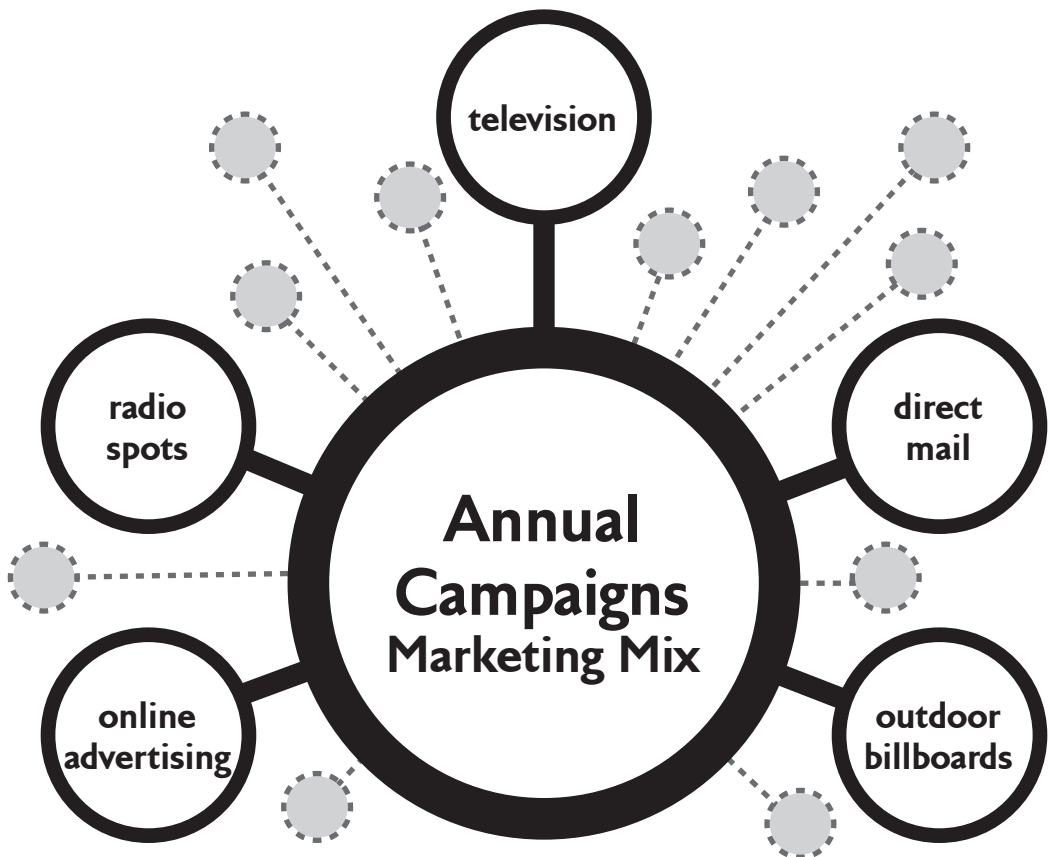 television
radio
spots
direct
mail
Annual
Campaigns
Marketing Mix
online
advertising
outdoor
billboards